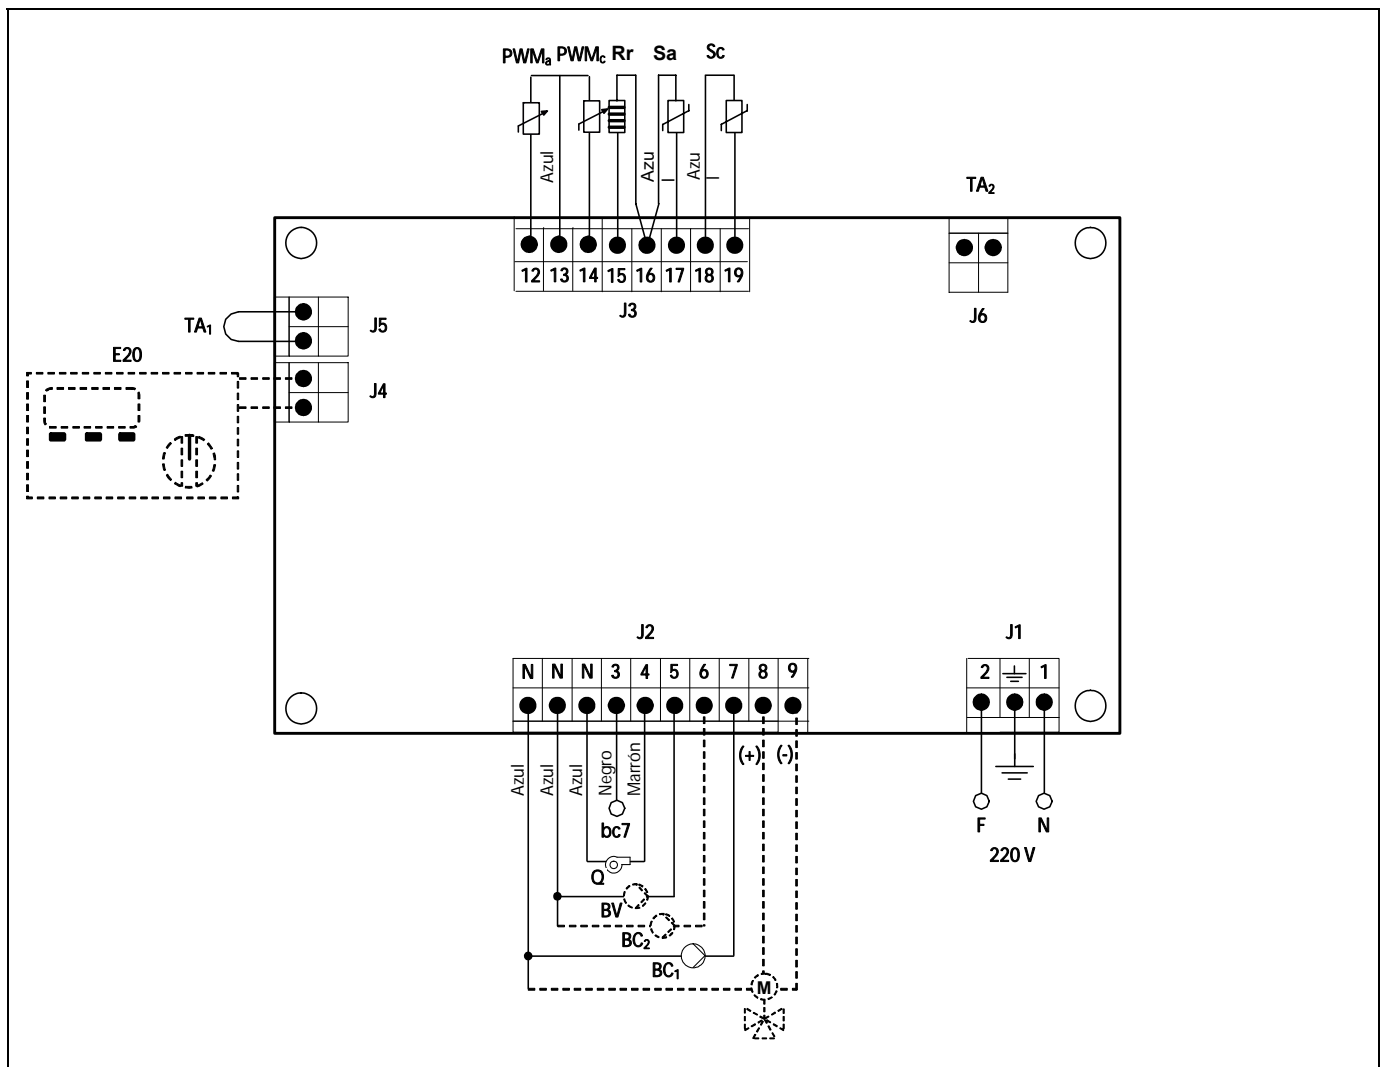 PWMa PWMc Rr Sa Sc
Azul
Azu
l
Azu
l
TA2
12 13 14 15 16 17 18 19
J3
J6
TA1
J5
E20
J4
J2
J1
N N N 3 4 5 6 7 8 9
2 1
Azul
Azul
Azul
Negro
Marrón
(+) (-)
bc7
F N
220 V
Q
BV
BC2
BC1
M